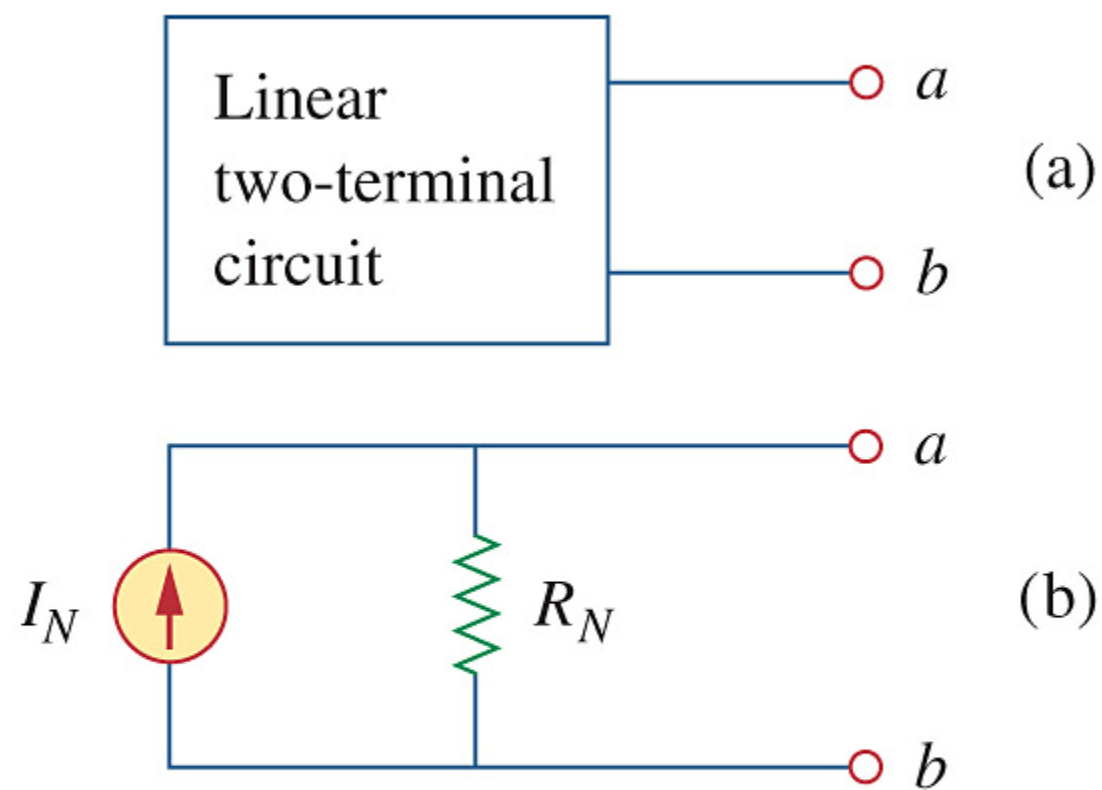 Linear
two-terminal
circuit
a
(a)
b
a
I_N
R_N
(b)
b